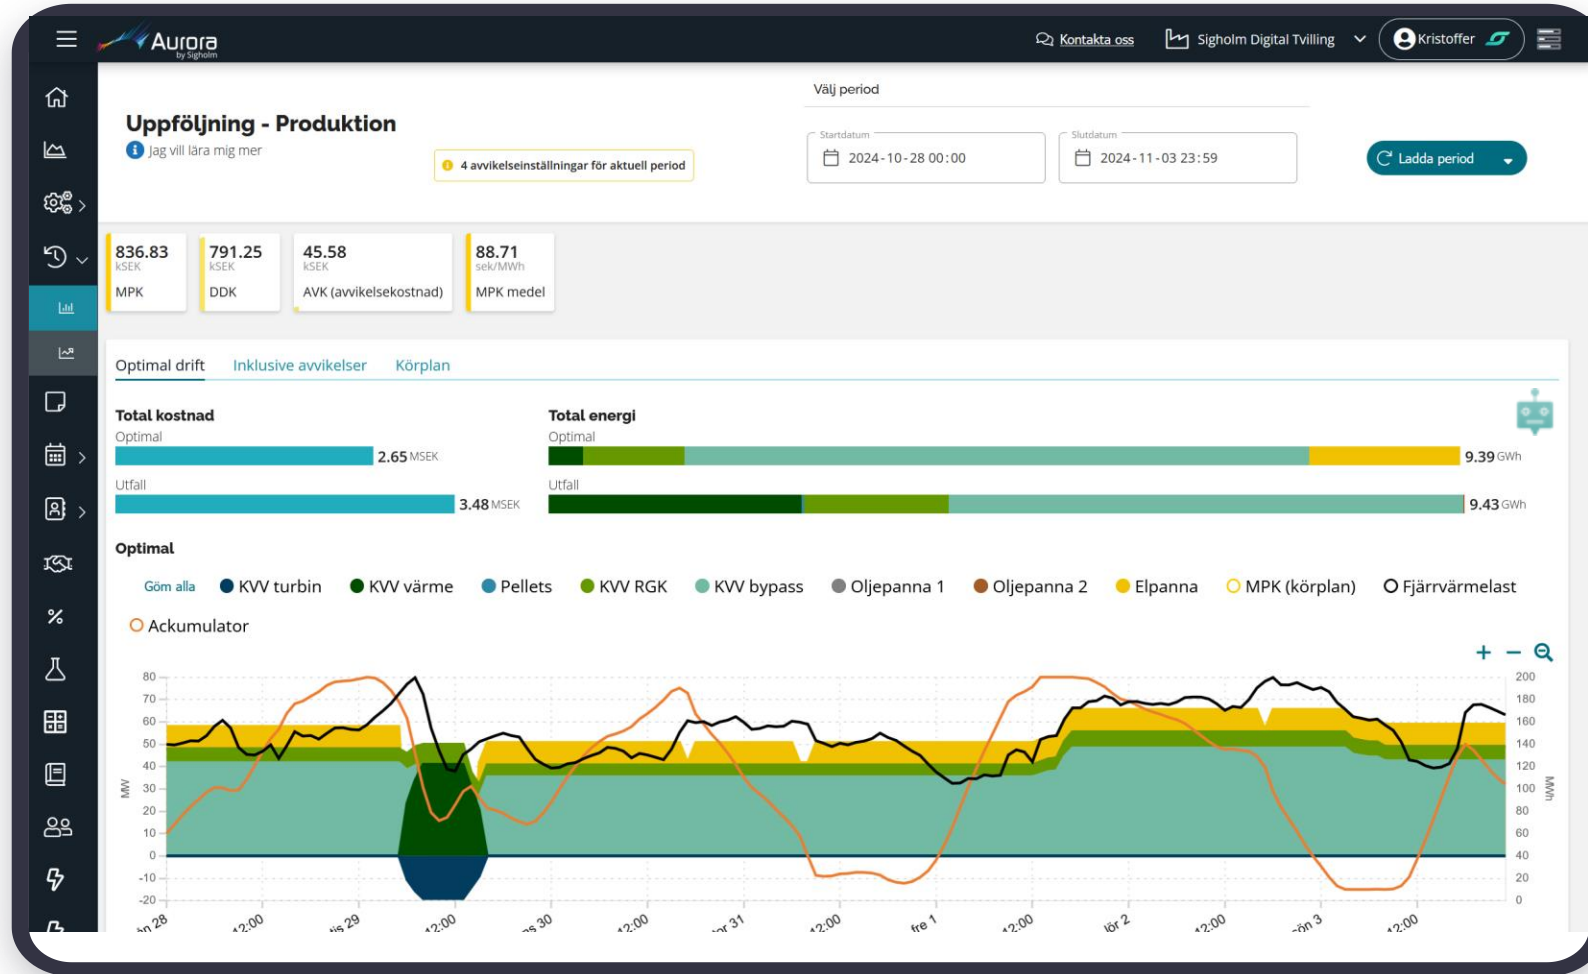 Aurora
by Sigholm
Kontakta oss
Sigholm Digital Tvilling
Kristoffer
Välj period
Uppföljning - Produktion
Jag vill lära mig mer
4 avvikelseinställningar för aktuell period
Startdatum
2024-10-28 00:00
Slutdatum
2024-11-03 23:59
Ladda period
836.83
kSEK
MPK
791.25
kSEK
DDK
45.58
kSEK
AVK (avvikelsekostnad)
88.71
sek/MWh
MPK medel
Optimal drift
Inklusive avvikelser
Körplan
Total kostnad
Optimal
2.65 MSEK
Utfall
3.48 MSEK
Total energi
Optimal
9.39 GWh
Utfall
9.43 GWh
Optimal
Göm alla
KVV turbin
KVV värme
Pellets
KVV RGK
KVV bypass
Oljepanna 1
Oljepanna 2
Elpanna
MPK (körplan)
Fjärrvärmelast
Ackumulator
80
70
60
50
40
30
20
10
0
-10
-20
MW
200
180
160
140
120
100
80
60
40
20
0
MWh
12:00
tis 29
12:00
12:00
12:00
fre 1
12:00
lör 2
12:00
sön 3
12:00